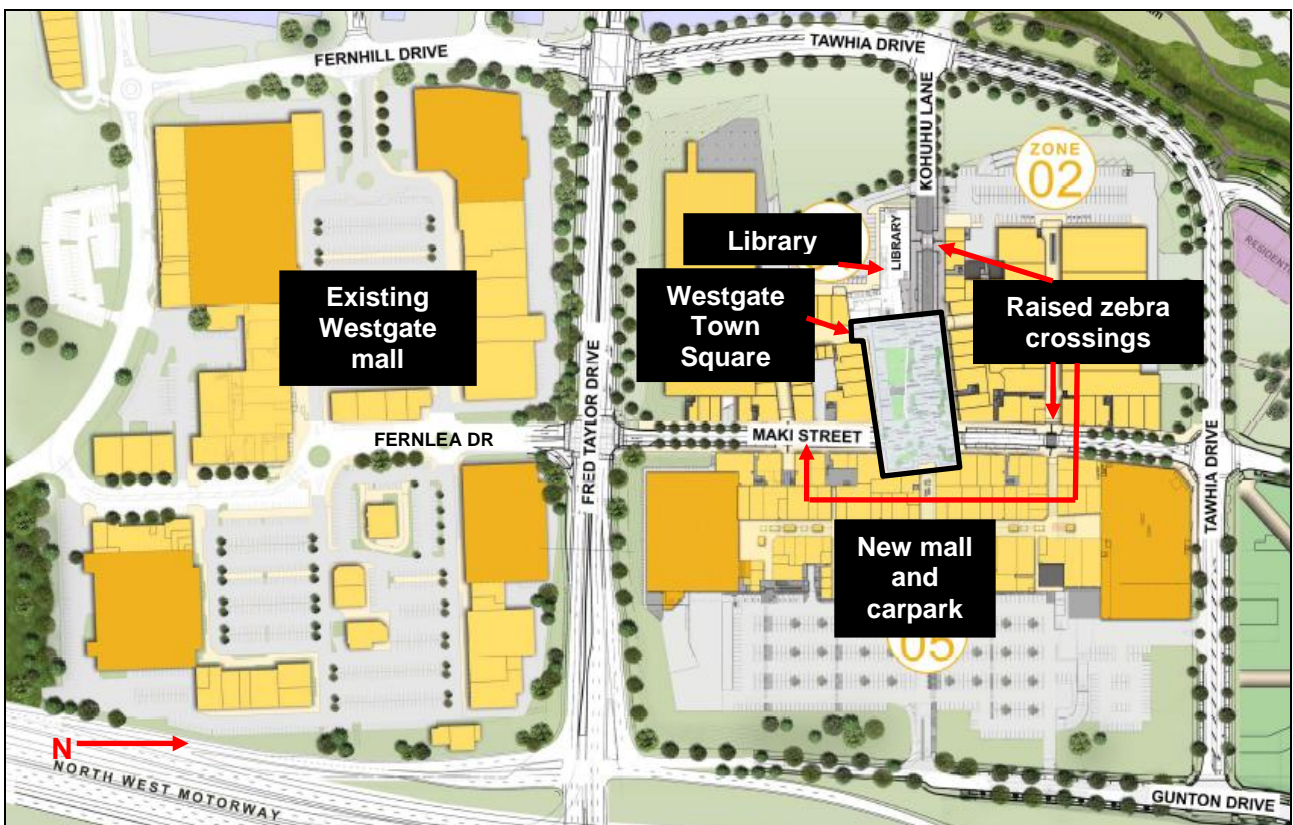 FERNHILL DRIVE
TAWHIA DRIVE
KOHUHU LANE
ZONE
02
Library
LIBRARY
Westgate
Town
Square
Raised zebra
crossings
Existing
Westgate
mall
FRED TAYLOR DRIVE
FERNLEA DR
MAKI STREET
TAWHIA DRIVE
New mall
and
carpark
05
N
NORTH WEST MOTORWAY
GUNTON DRIVE